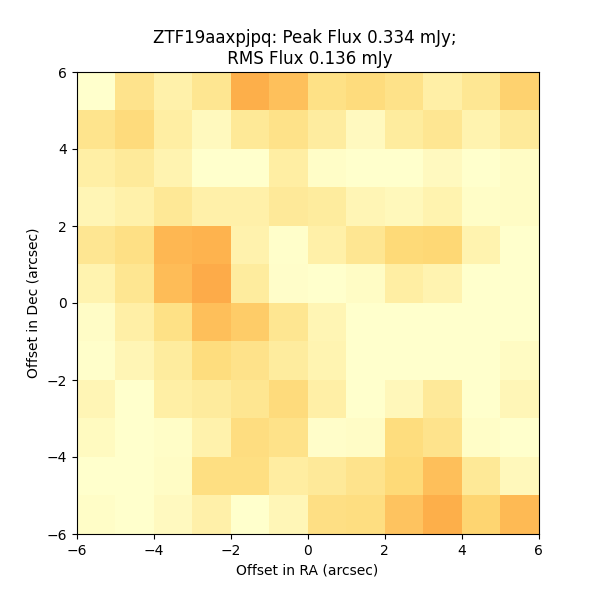 ZTF19aaxpjpq: Peak Flux 0.334 mJy;
RMS Flux 0.136 mJy
6
4
2
0
−2
−4
−6
Offset in Dec (arcsec)
−6 −4 −2 0 2 4 6
Offset in RA (arcsec)